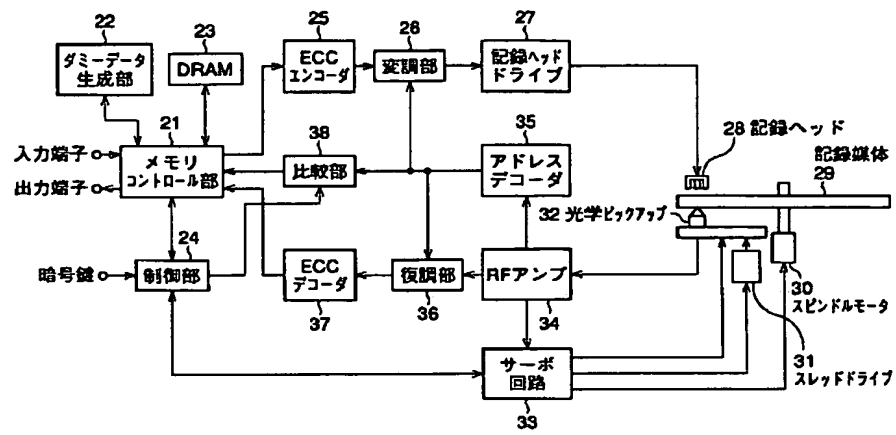 22
ダミーデータ
生成部
23
DRAM
25
ECC
エンコーダ
26
変調部
27
記録ヘッド
ドライブ
28 記録ヘッド
記録媒体
29
21
メモリ
コントロール部
入力端子
出力端子
38
比較部
35
アドレス
デコーダ
32 光学ピックアップ
24
制御部
暗号鍵
ECC
デコーダ
37
復調部
36
RFアンプ
34
30
スピンドルモータ
31
スレッドドライブ
サーボ
回路
33